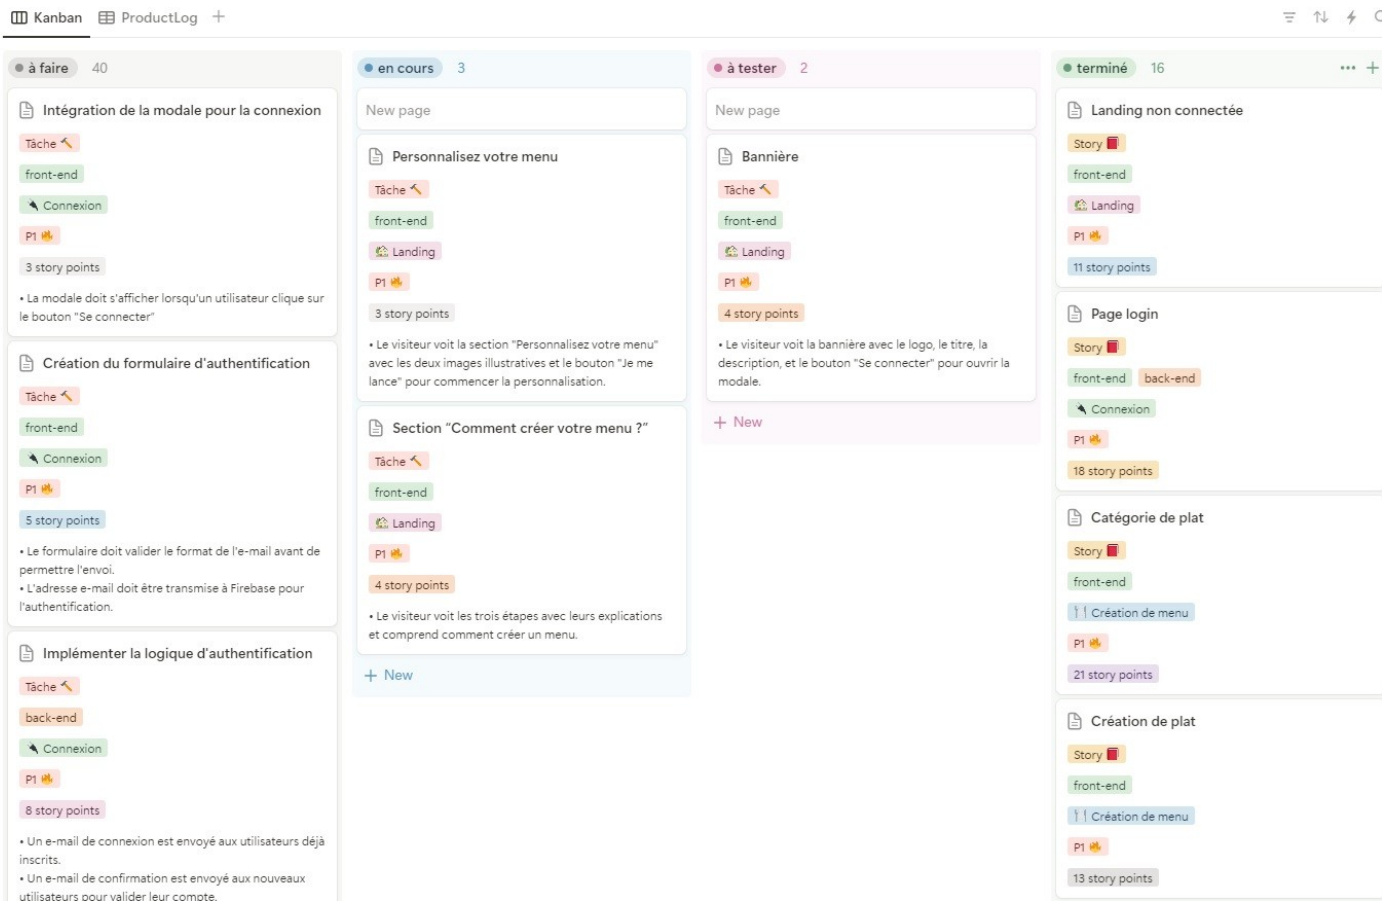 Kanban
ProductLog
à faire 40
Intégration de la modale pour la connexion
Tâche
front-end
Connexion
P1
3 story points
• La modale doit s'afficher lorsqu'un utilisateur clique sur
le bouton "Se connecter"
Création du formulaire d'authentification
Tâche
front-end
Connexion
P1
5 story points
• Le formulaire doit valider le format de l'e-mail avant de
permettre l'envoi.
• L'adresse e-mail doit être transmise à Firebase pour
l'authentification.
Implémenter la logique d'authentification
Tâche
back-end
Connexion
P1
8 story points
• Un e-mail de connexion est envoyé aux utilisateurs déjà
inscrits.
• Un e-mail de confirmation est envoyé aux nouveaux
utilisateurs pour valider leur compte.
en cours 3
New page
Personnalisez votre menu
Tâche
front-end
Landing
P1
3 story points
• Le visiteur voit la section "Personnalisez votre menu"
avec les deux images illustratives et le bouton "Je me
lance" pour commencer la personnalisation.
Section “Comment créer votre menu ?”
Tâche
front-end
Landing
P1
4 story points
• Le visiteur voit les trois étapes avec leurs explications
et comprend comment créer un menu.
+ New
à tester 2
New page
Bannière
Tâche
front-end
Landing
P1
4 story points
• Le visiteur voit la bannière avec le logo, le titre, la
description, et le bouton "Se connecter" pour ouvrir la
modale.
+ New
terminé 16
Landing non connectée
Story
front-end
Landing
P1
11 story points
Page login
Story
front-end back-end
Connexion
P1
18 story points
Catégorie de plat
Story
front-end
Création de menu
P1
21 story points
Création de plat
Story
front-end
Création de menu
P1
13 story points